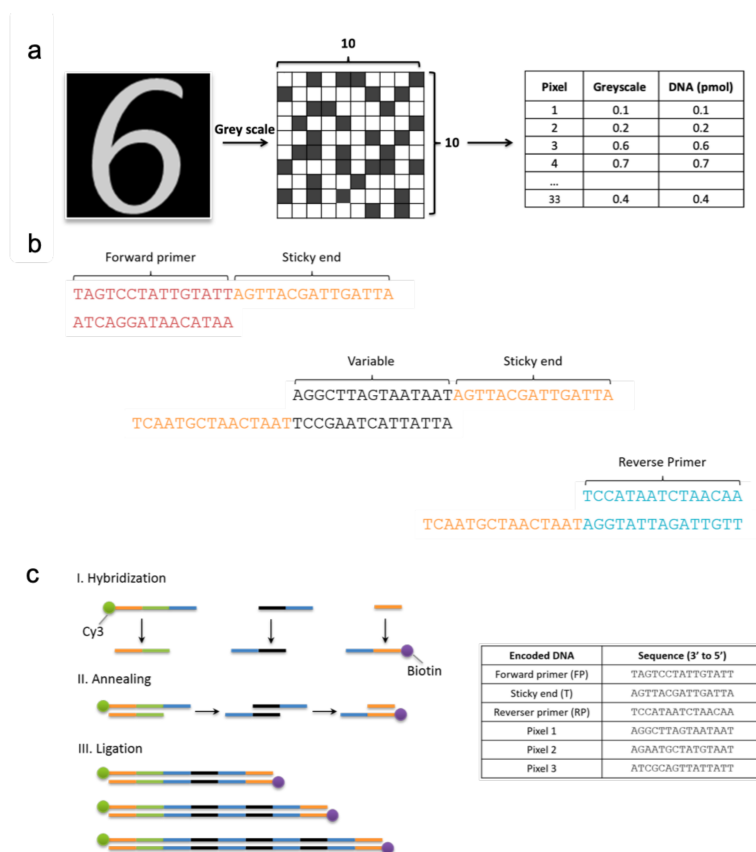 a
10
Grey scale
10
Pixel Greyscale DNA (pmol)
1 0.1 0.1
2 0.2 0.2
3 0.6 0.6
4 0.7 0.7
...
33 0.4 0.4
b
Forward primer Sticky end
TAGTCCTATTGTATTAGTTACGATTGATTA
ATCAGGATAACATAA
Variable Sticky end
AGGCTTAGTAATAATAGTTACGATTGATTA
TCAATGCTAACTAATTCCGAATCATTATTA
Reverse Primer
TCCATAATCTAACAA
TCAATGCTAACTAATAGGTATTAGATTGTT
c
I. Hybridization
Cy3
Biotin
II. Annealing
III. Ligation
Encoded DNA Sequence (3' to 5')
Forward primer (FP) TAGTCCTATTGTATT
Sticky end (T) AGTTACGATTGATTA
Reverser primer (RP) TCCATAATCTAACAA
Pixel 1 AGGCTTAGTAATAAT
Pixel 2 AGAATGCTATGTAAT
Pixel 3 ATCGCAGTTATTATT